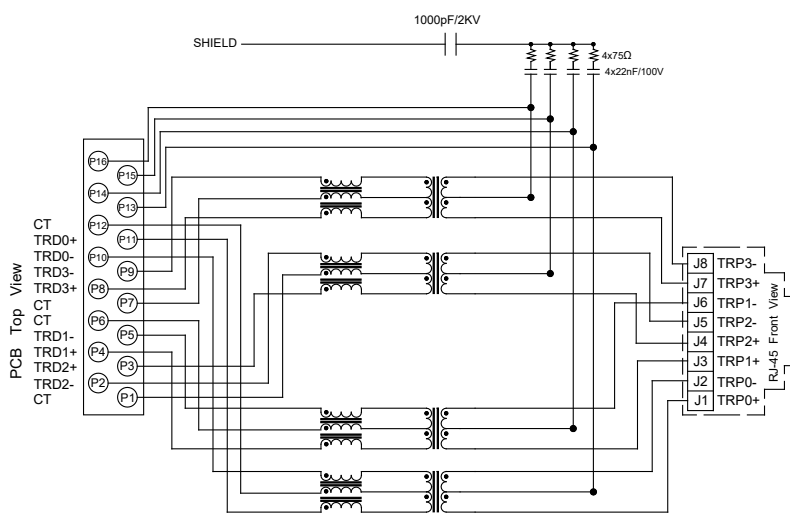 1000pF/2KV
SHIELD
4x75Ω
4x22nF/100V
P16
P15
P14
P13
CT P12
TRD0+ P11
TRD0- P10
TRD3- P9
TRD3+ P8
CT P7
CT P6
TRD1- P5
TRD1+ P4
TRD2+ P3
TRD2- P2
CT P1
PCB Top View
J8 TRP3-
J7 TRP3+
J6 TRP1-
J5 TRP2-
J4 TRP2+
J3 TRP1+
J2 TRP0-
J1 TRP0+
RJ-45 Front View